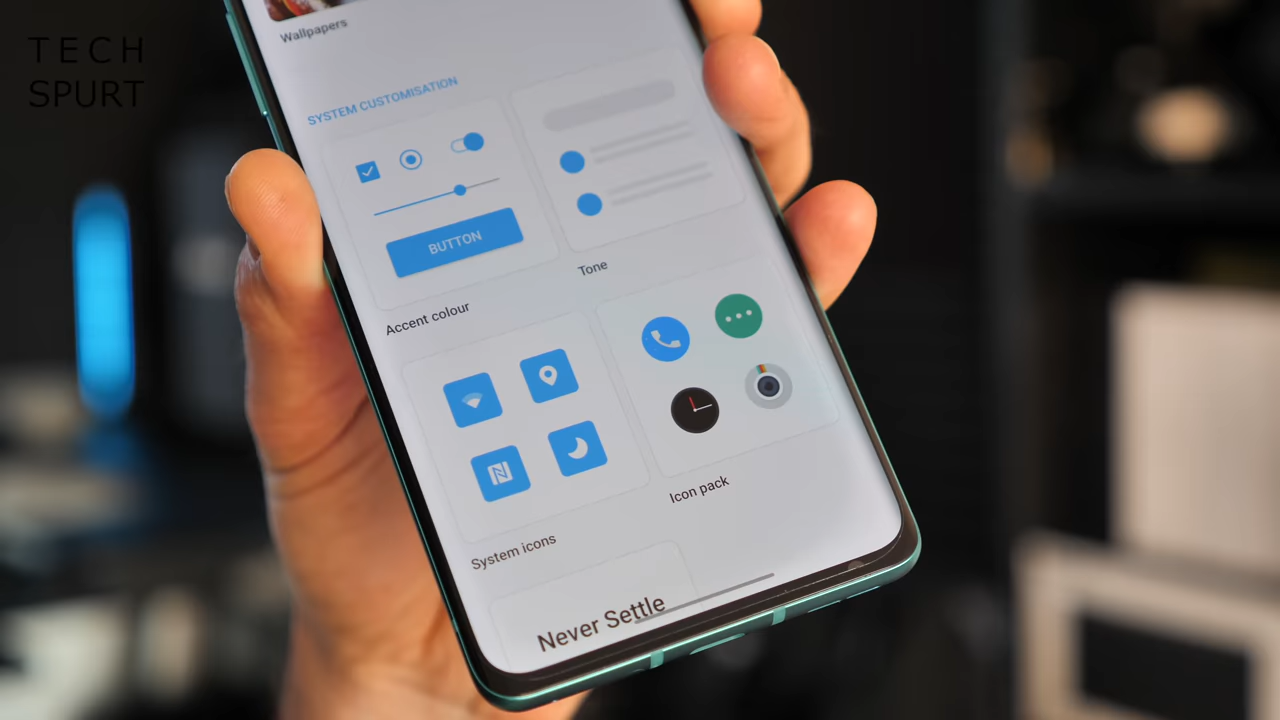 TECH
SPURT
Wallpapers
SYSTEM CUSTOMISATION
BUTTON
Accent colour
Tone
System icons
Icon pack
Never Settle